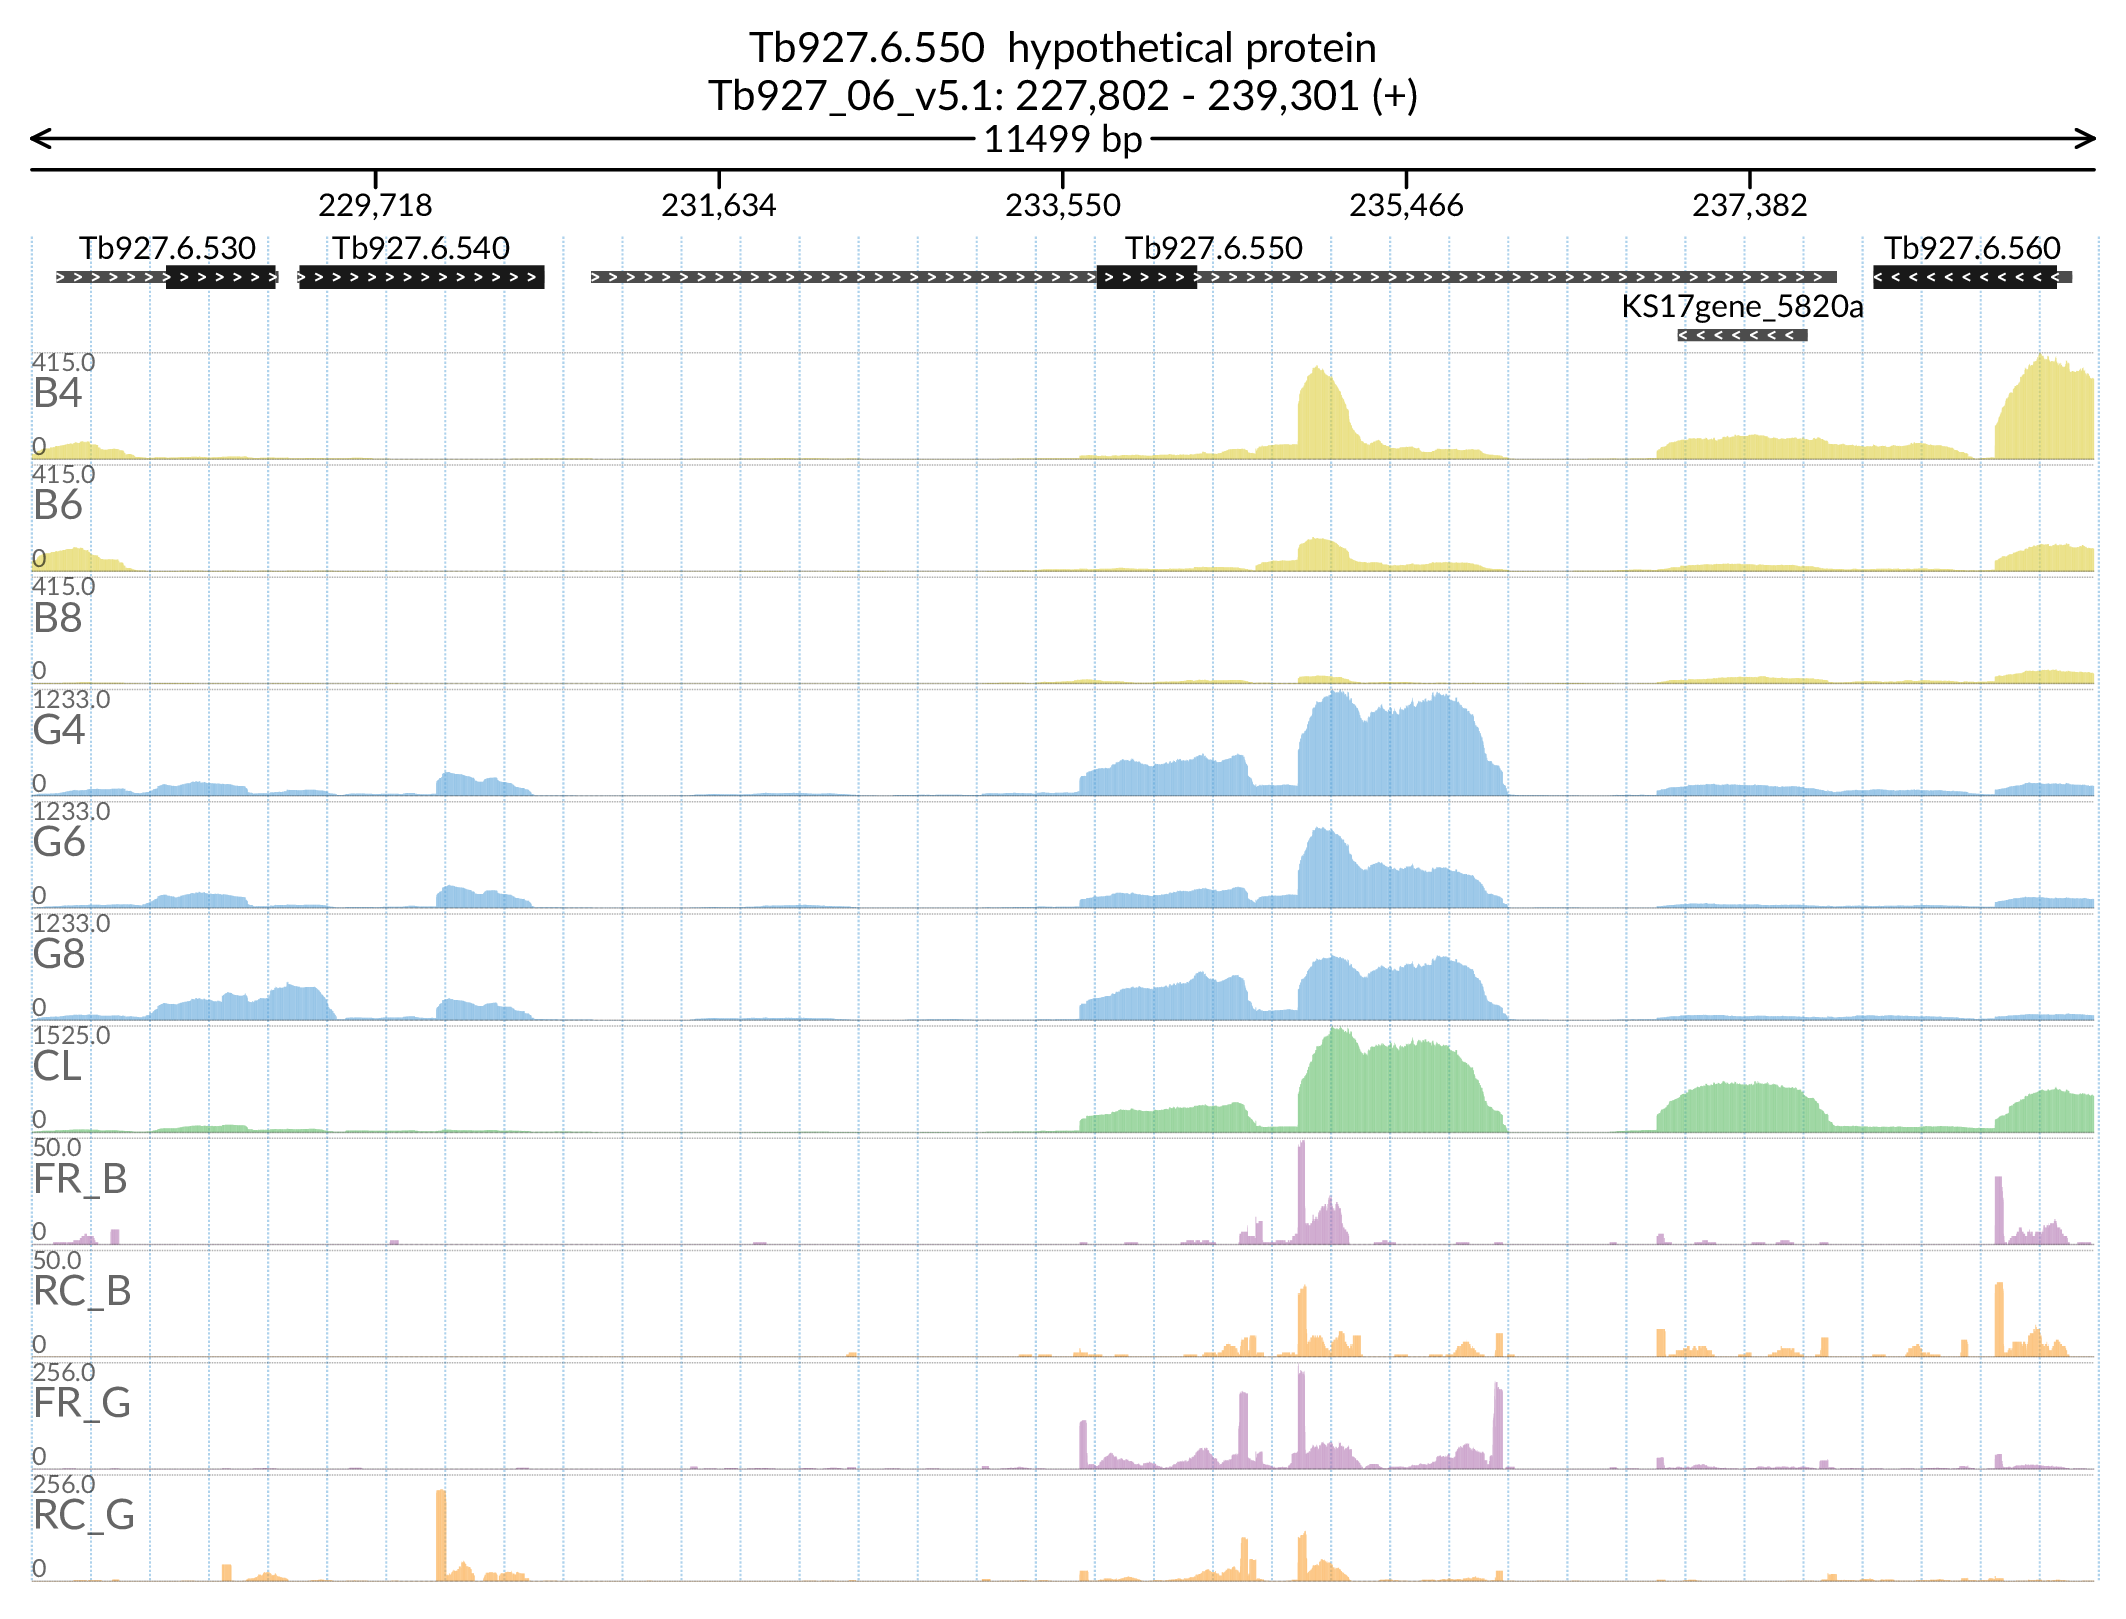 Tb927.6.550 hypothetical protein
Tb927_06_v5.1: 227,802 - 239,301 (+)
11499 bp
229,718 231,634 233,550 235,466 237,382
Tb927.6.530 Tb927.6.540 Tb927.6.550 Tb927.6.560
KS17gene_5820a
415.0
B4
0
415.0
B6
0
415.0
B8
0
1233.0
G4
0
1233.0
G6
0
1233.0
G8
0
1525.0
CL
0
50.0
FR_B
0
50.0
RC_B
0
256.0
FR_G
0
256.0
RC_G
0